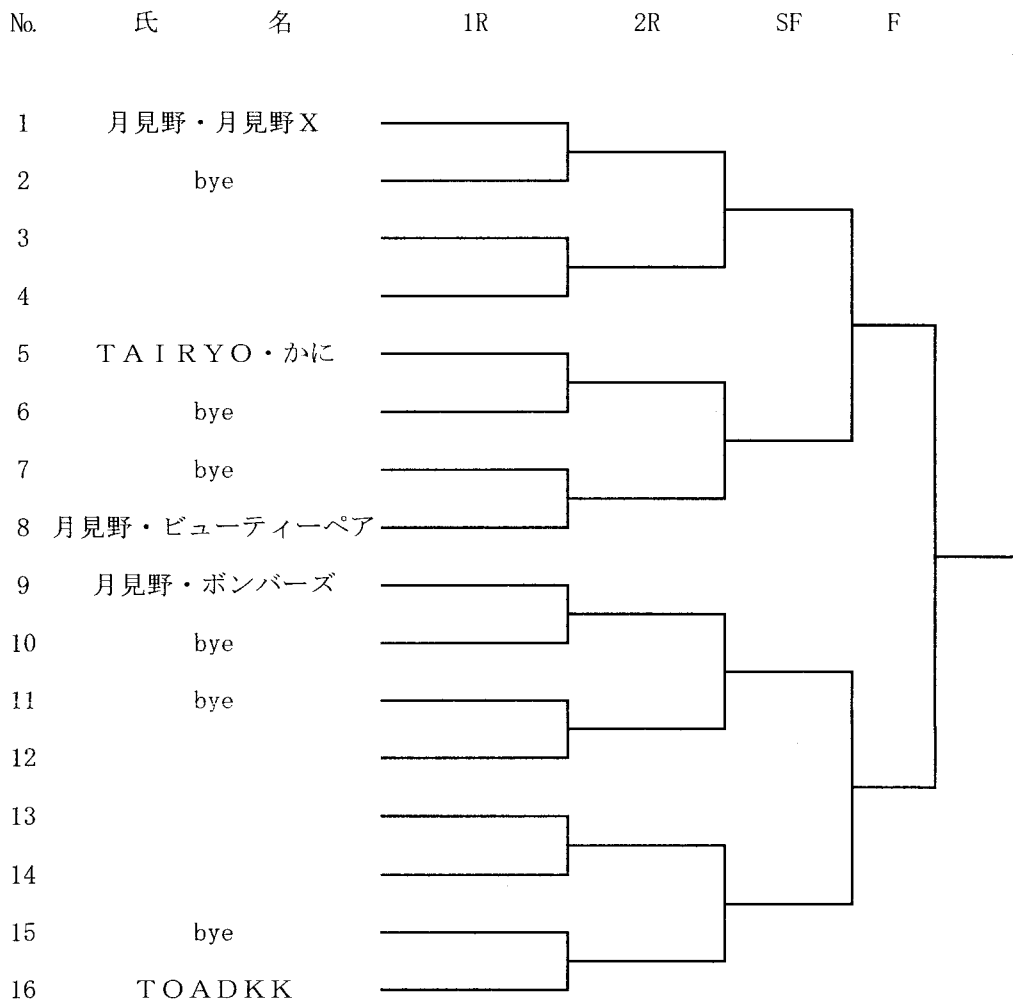 No. 氏 名 1R 2R SF F
1 月見野・月見野X
2 bye
3
4
5 TAIRYO・かに
6 bye
7 bye
8 月見野・ビューティーペア
9 月見野・ボンバーズ
10 bye
11 bye
12
13
14
15 bye
16 TOADKK